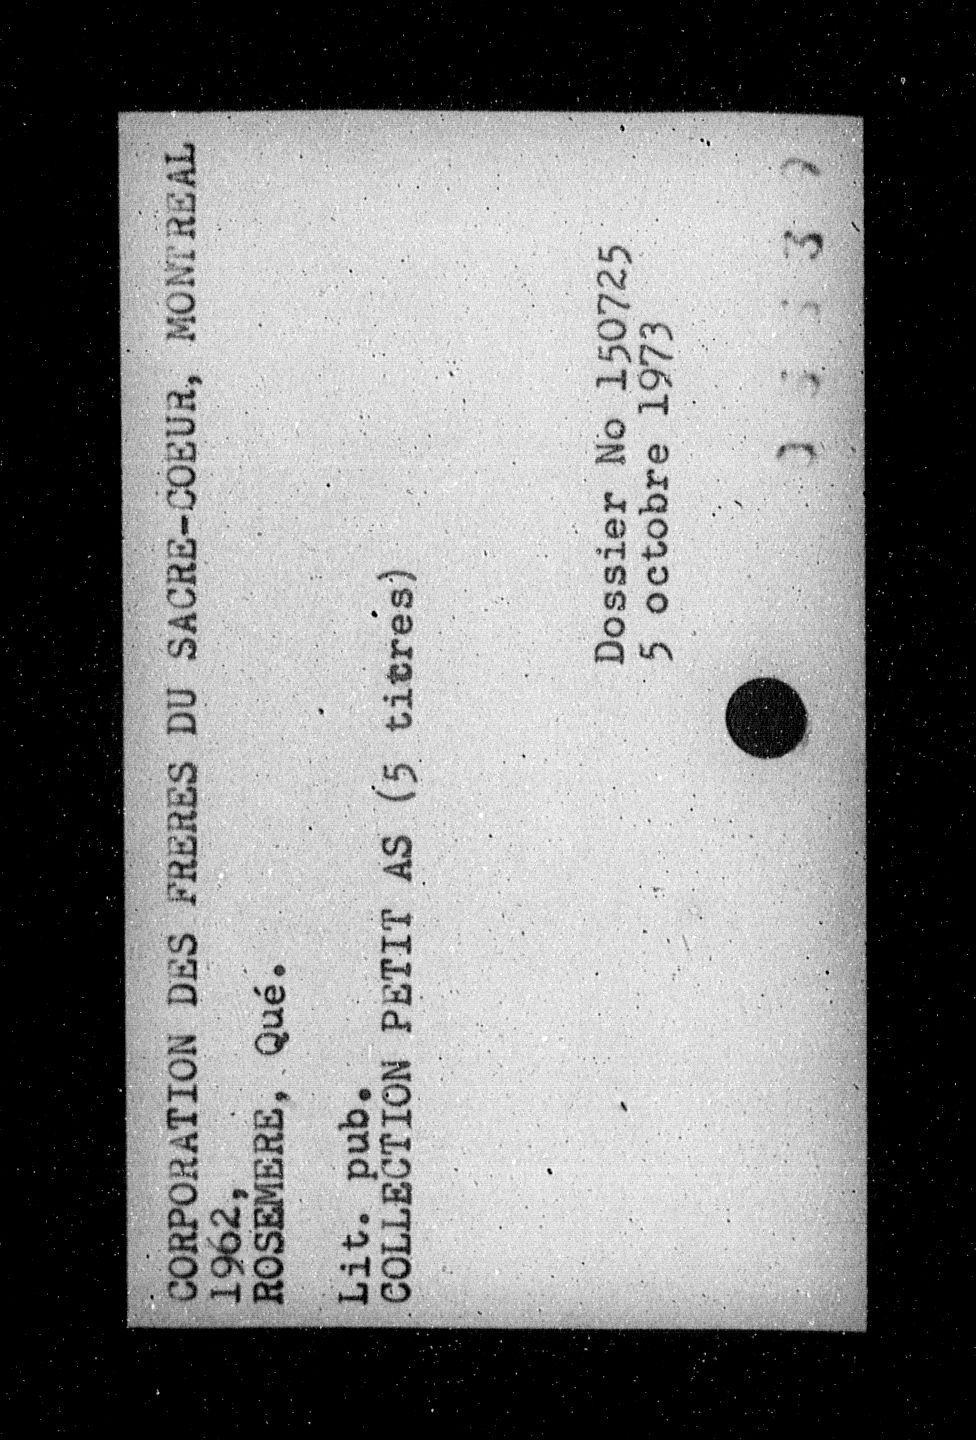 CORPORATION DES FRERES DU SACRE-COEUR, MONTREAL
1962,
ROSEMERE, Qué.
Lit. pub.
COLLECTION PETIT AS (5 titres)
Dossier No 150725
5 octobre 1973